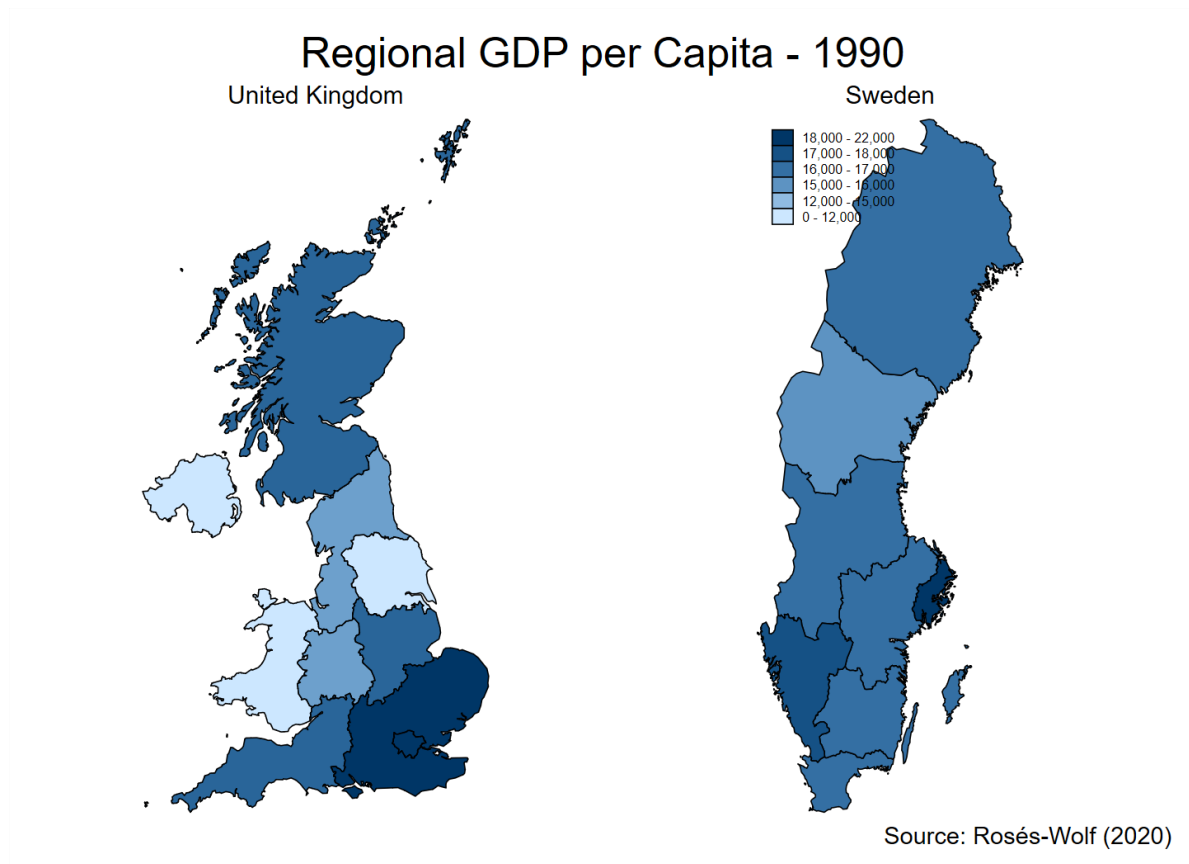 Regional GDP per Capita - 1990
United Kingdom
Sweden
18,000 - 22,000
17,000 - 18,000
16,000 - 17,000
15,000 - 16,000
12,000 - 15,000
0 - 12,000
Source: Rosés-Wolf (2020)